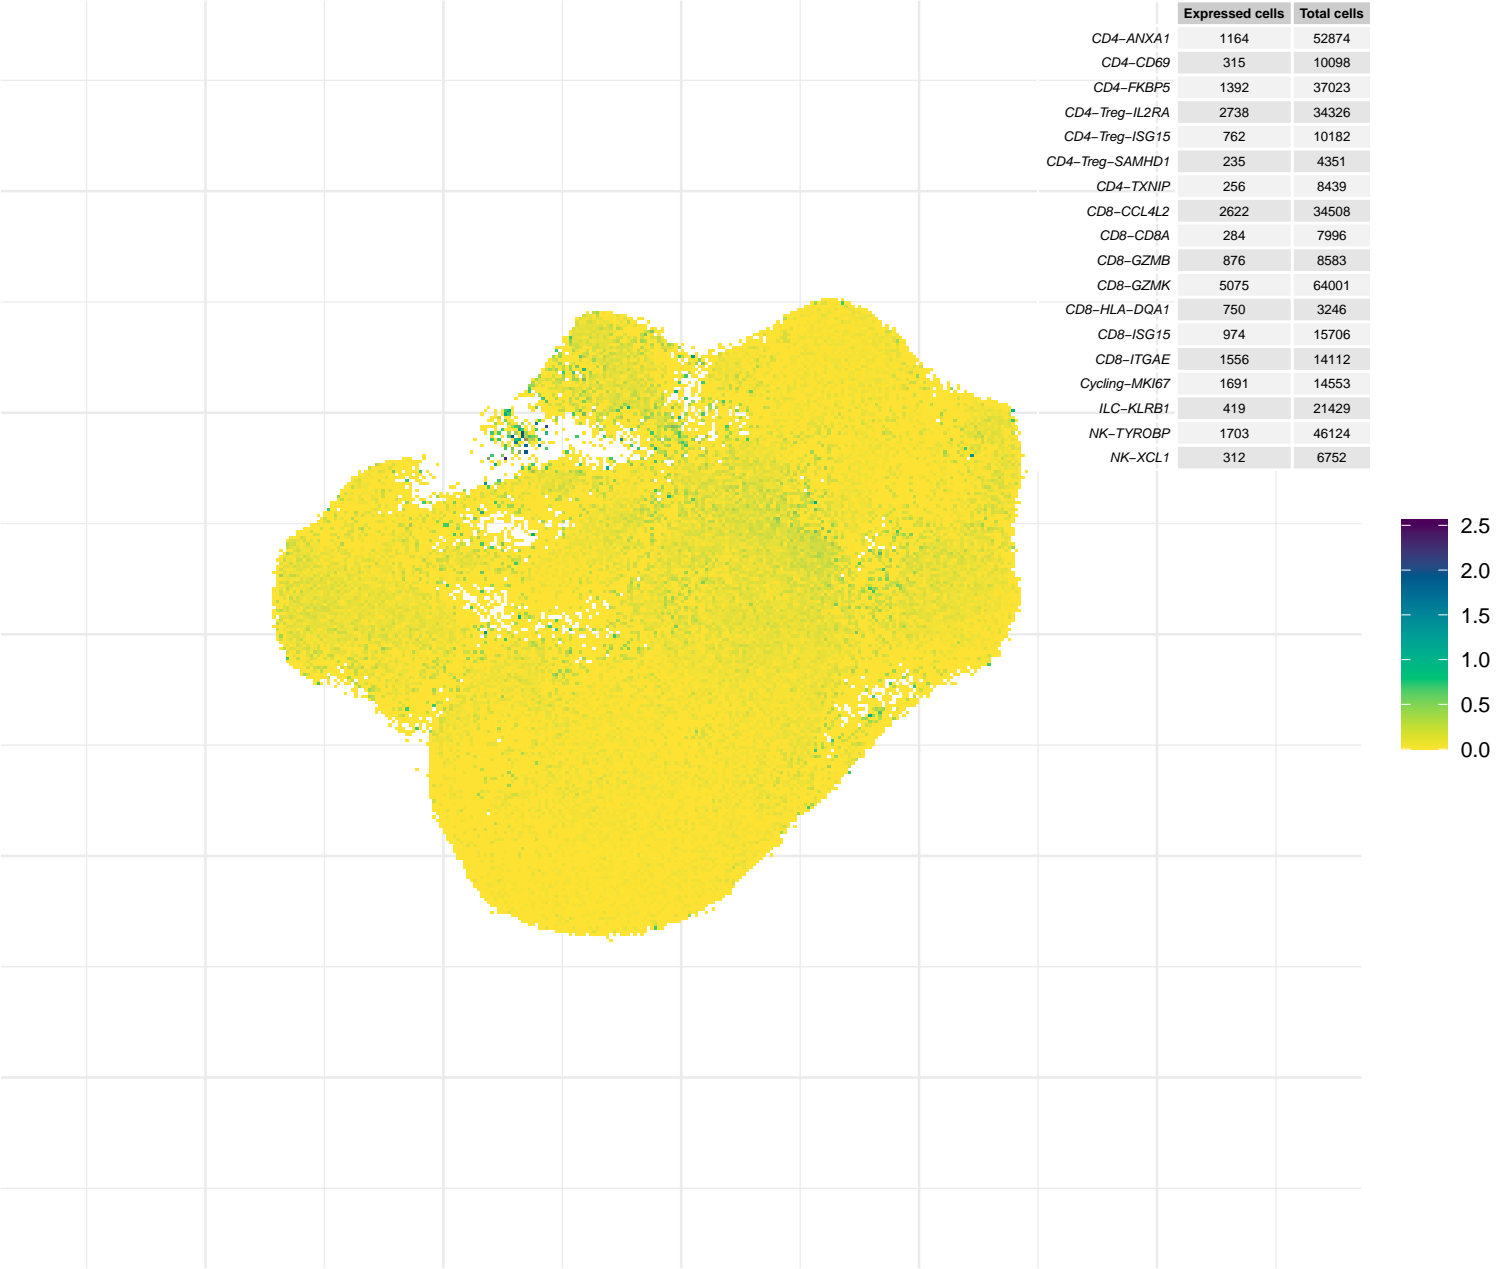 Expressed cells Total cells
CD4−ANXA1 1164 52874
CD4−CD69 315 10098
CD4−FKBP5 1392 37023
CD4−Treg−IL2RA 2738 34326
CD4−Treg−ISG15 762 10182
CD4−Treg−SAMHD1 235 4351
CD4−TXNIP 256 8439
CD8−CCL4L2 2622 34508
CD8−CD8A 284 7996
CD8−GZMB 876 8583
CD8−GZMK 5075 64001
CD8−HLA−DQA1 750 3246
CD8−ISG15 974 15706
CD8−ITGAE 1556 14112
Cycling−MKI67 1691 14553
ILC−KLRB1 419 21429
NK−TYROBP 1703 46124
NK−XCL1 312 6752
2.5
2.0
1.5
1.0
0.5
0.0